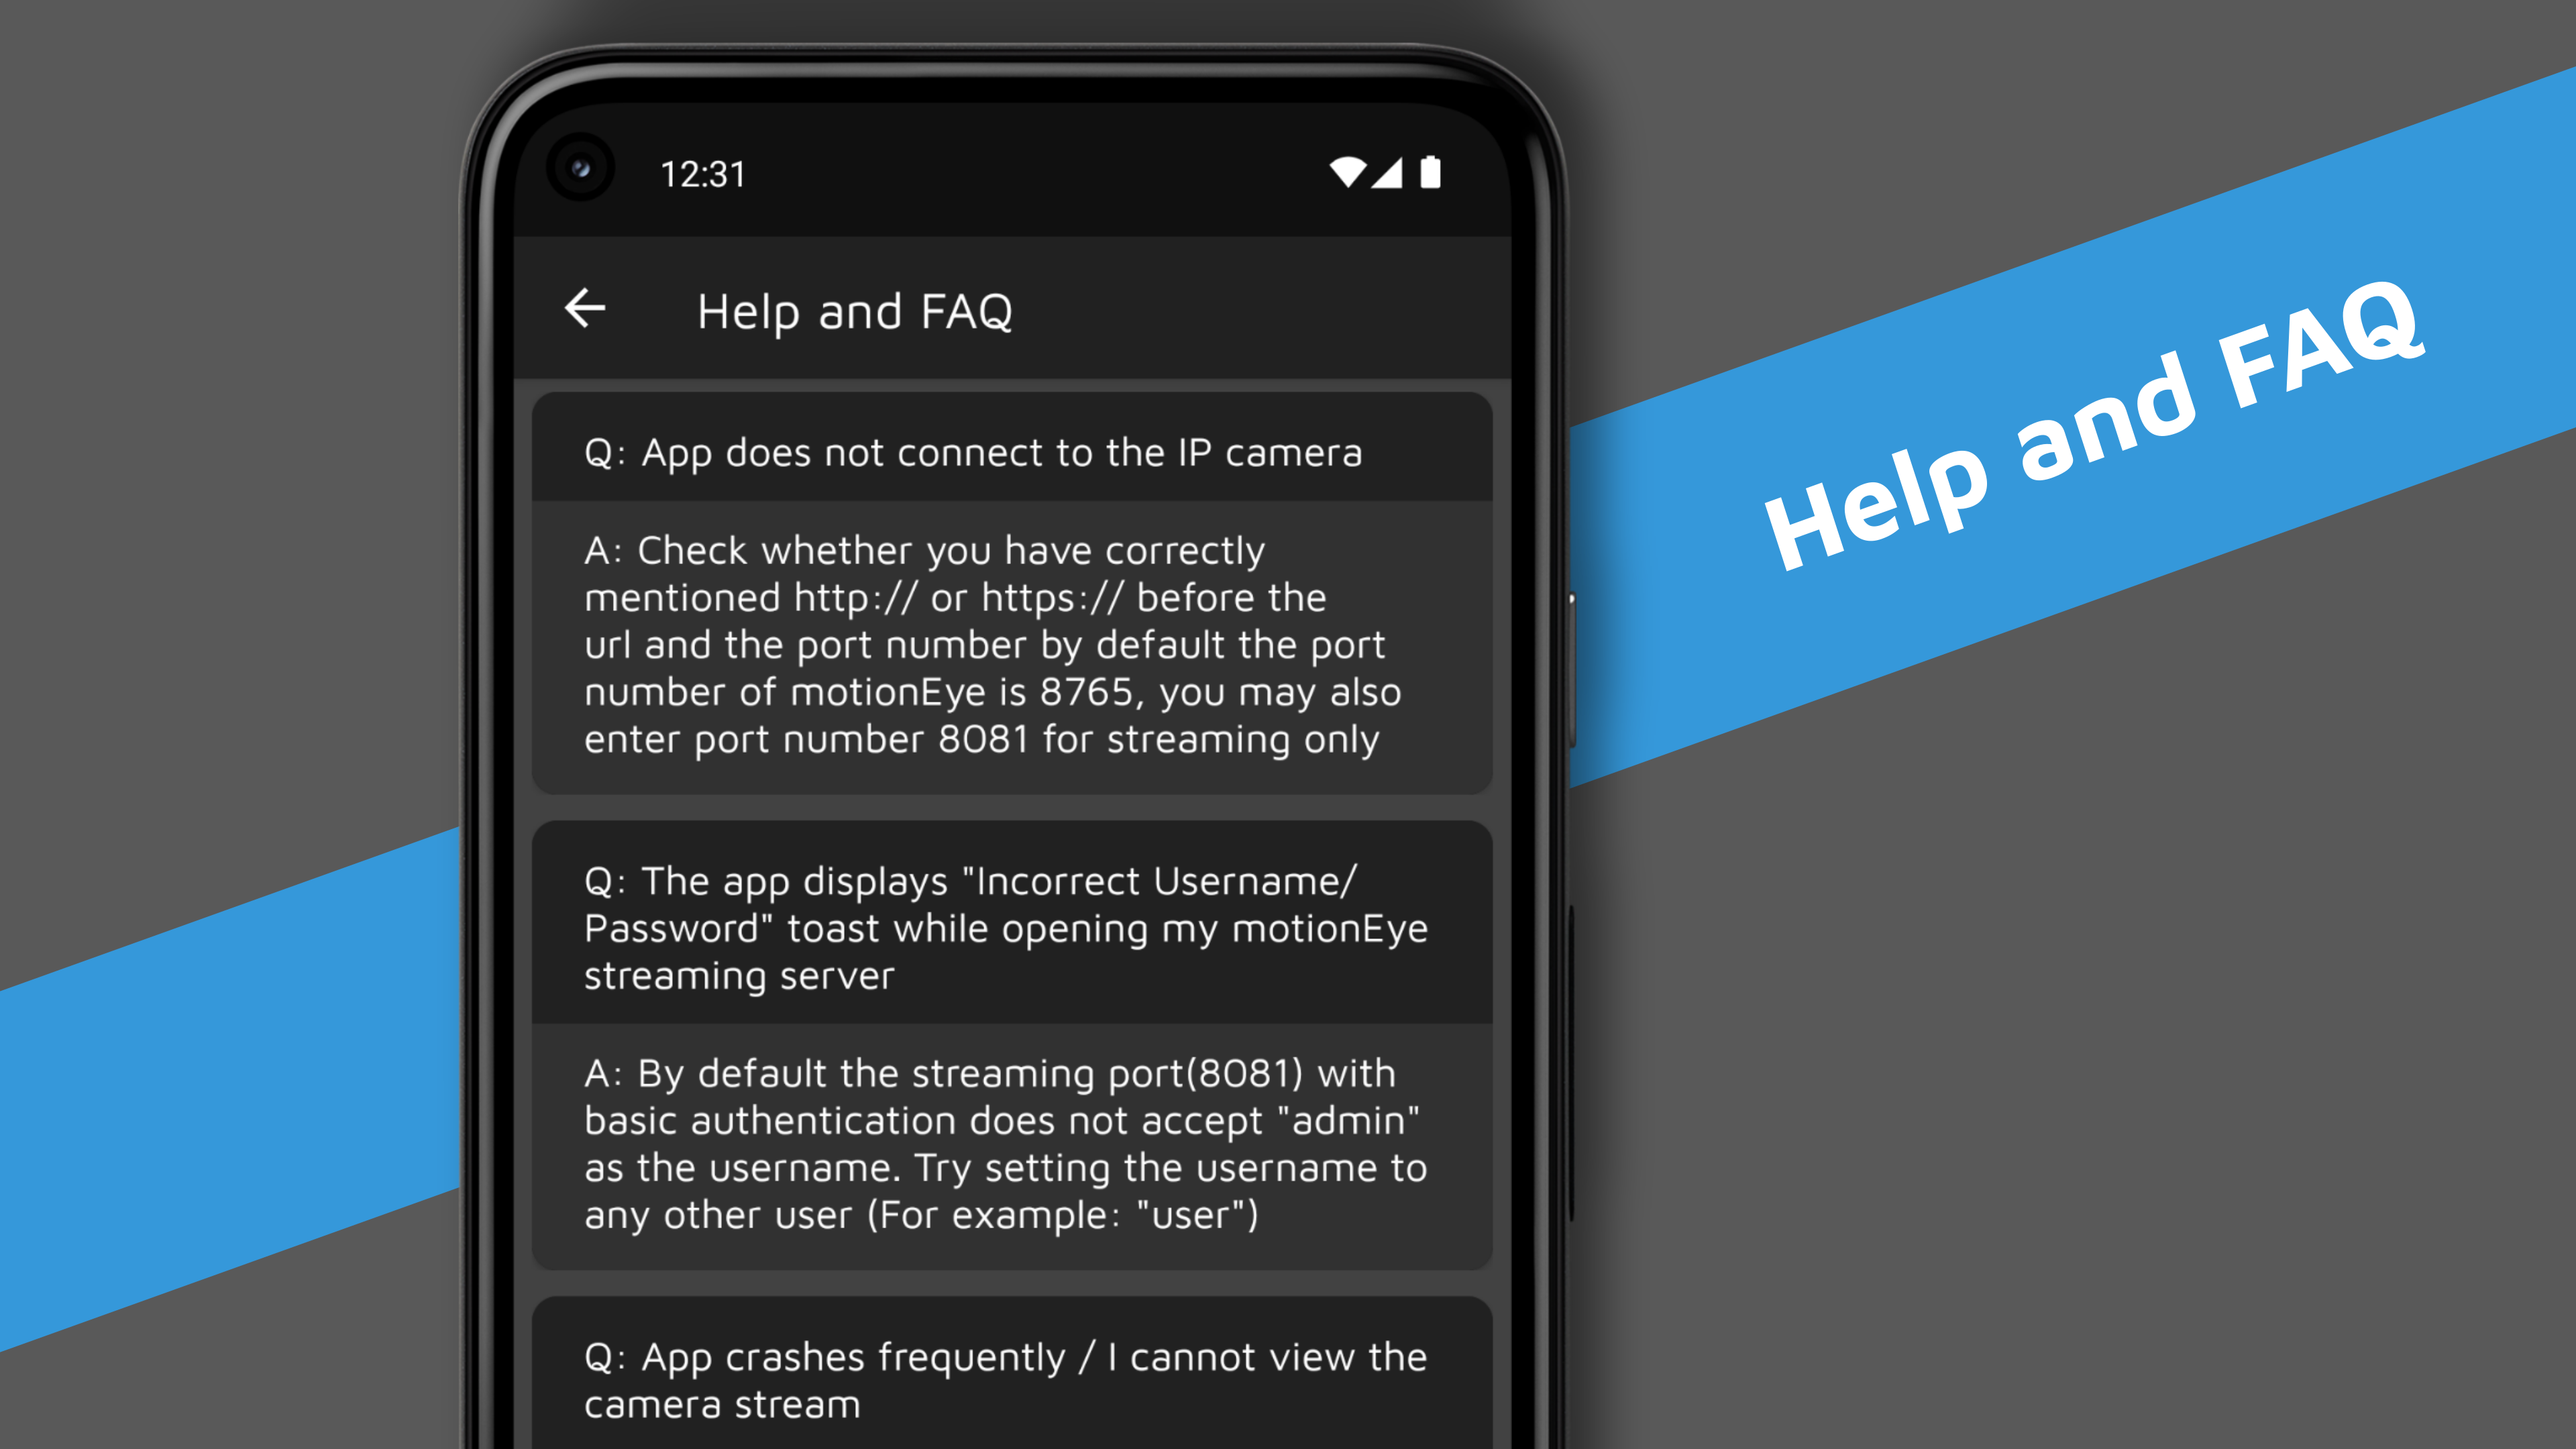 12:31
Help and FAQ
Q: App does not connect to the IP camera
A: Check whether you have correctly
mentioned http:// or https:// before the
url and the port number by default the port
number of motionEye is 8765, you may also
enter port number 8081 for streaming only
Q: The app displays "Incorrect Username/
Password" toast while opening my motionEye
streaming server
A: By default the streaming port(8081) with
basic authentication does not accept "admin"
as the username. Try setting the username to
any other user (For example: "user")
Q: App crashes frequently / I cannot view the
camera stream
Help and FAQ